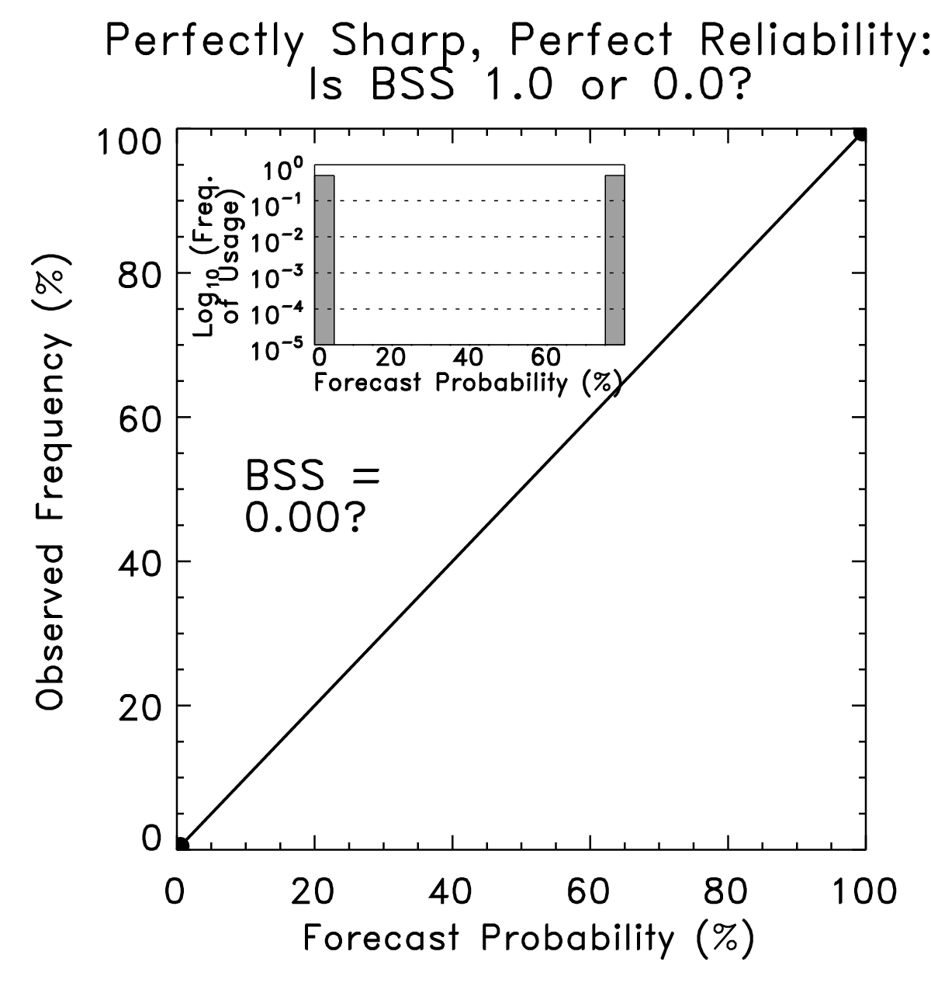 Perfectly Sharp, Perfect Reliability:
Is BSS 1.0 or 0.0?
100
80
60
40
20
0
Observed Frequency (%)
Log₁₀ (Freq.
of Usage)
10⁰
10⁻¹
10⁻²
10⁻³
10⁻⁴
10⁻⁵
0 20 40 60
Forecast Probability (%)
BSS =
0.00?
0 20 40 60 80 100
Forecast Probability (%)